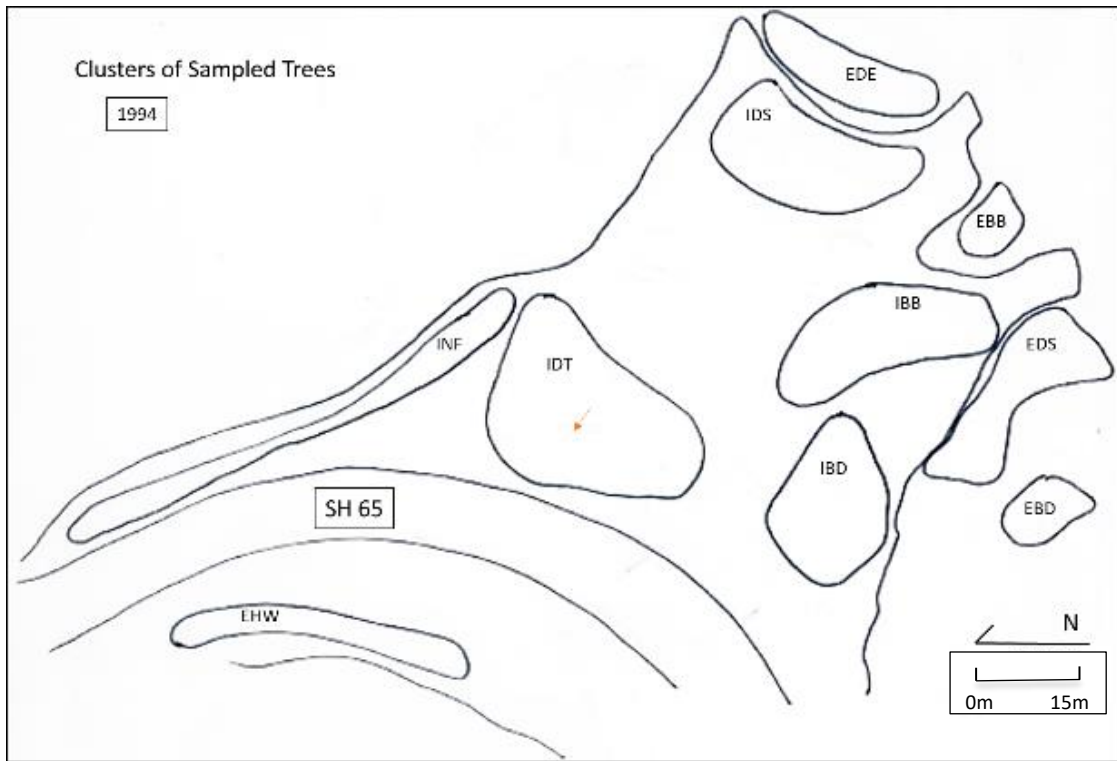 Clusters of Sampled Trees
1994
EDE
IDS
EBB
IBB
INF
EDS
IDT
IBD
SH 65
EBD
EHW
N
0m 15m